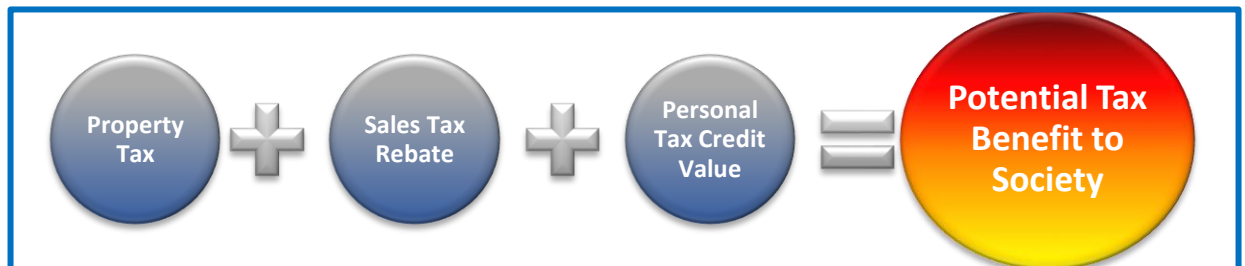 Property
Tax
Sales Tax
Rebate
Personal
Tax Credit
Value
Potential Tax
Benefit to
Society